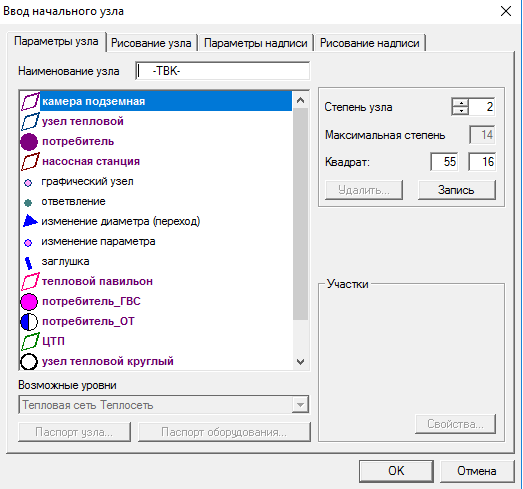 Ввод начального узла
Параметры узла Рисование узла Параметры надписи Рисование надписи
Наименование узла -ТВК-
камера подземная
узел тепловой
потребитель
насосная станция
графический узел
ответвление
изменение диаметра (переход)
изменение параметра
заглушка
тепловой павильон
потребитель_ГВС
потребитель_ОТ
ЦТП
узел тепловой круглый
Возможные уровни
Тепловая сеть Теплосеть
Паспорт узла... Паспорт оборудования...
Степень узла 2
Максимальная степень 14
Квадрат: 55 16
Удалить... Запись
Участки
Свойства...
OK Отмена